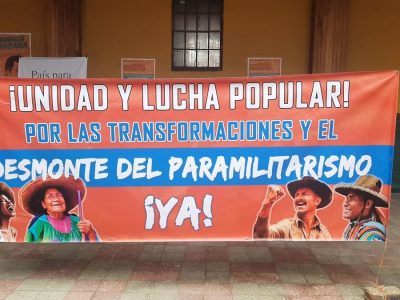 País para
¡UNIDAD Y LUCHA POPULAR!
POR LAS TRANSFORMACIONES Y EL
DESMONTE DEL PARAMILITARISMO
¡YA!